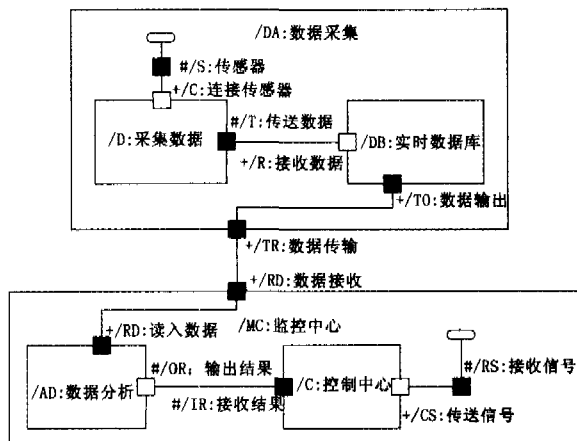 /DA:数据采集
#/S:传感器
+/C:连接传感器
/D:采集数据
#/T:传送数据
+/R:接收数据
/DB:实时数据库
+/TO:数据输出
+/TR:数据传输
+/RD:数据接收
+/RD:读入数据
/MC:监控中心
/AD:数据分析
#/OR：输出结果
#/IR:接收结果
/C:控制中心
#/RS:接收信号
+/CS:传送信号